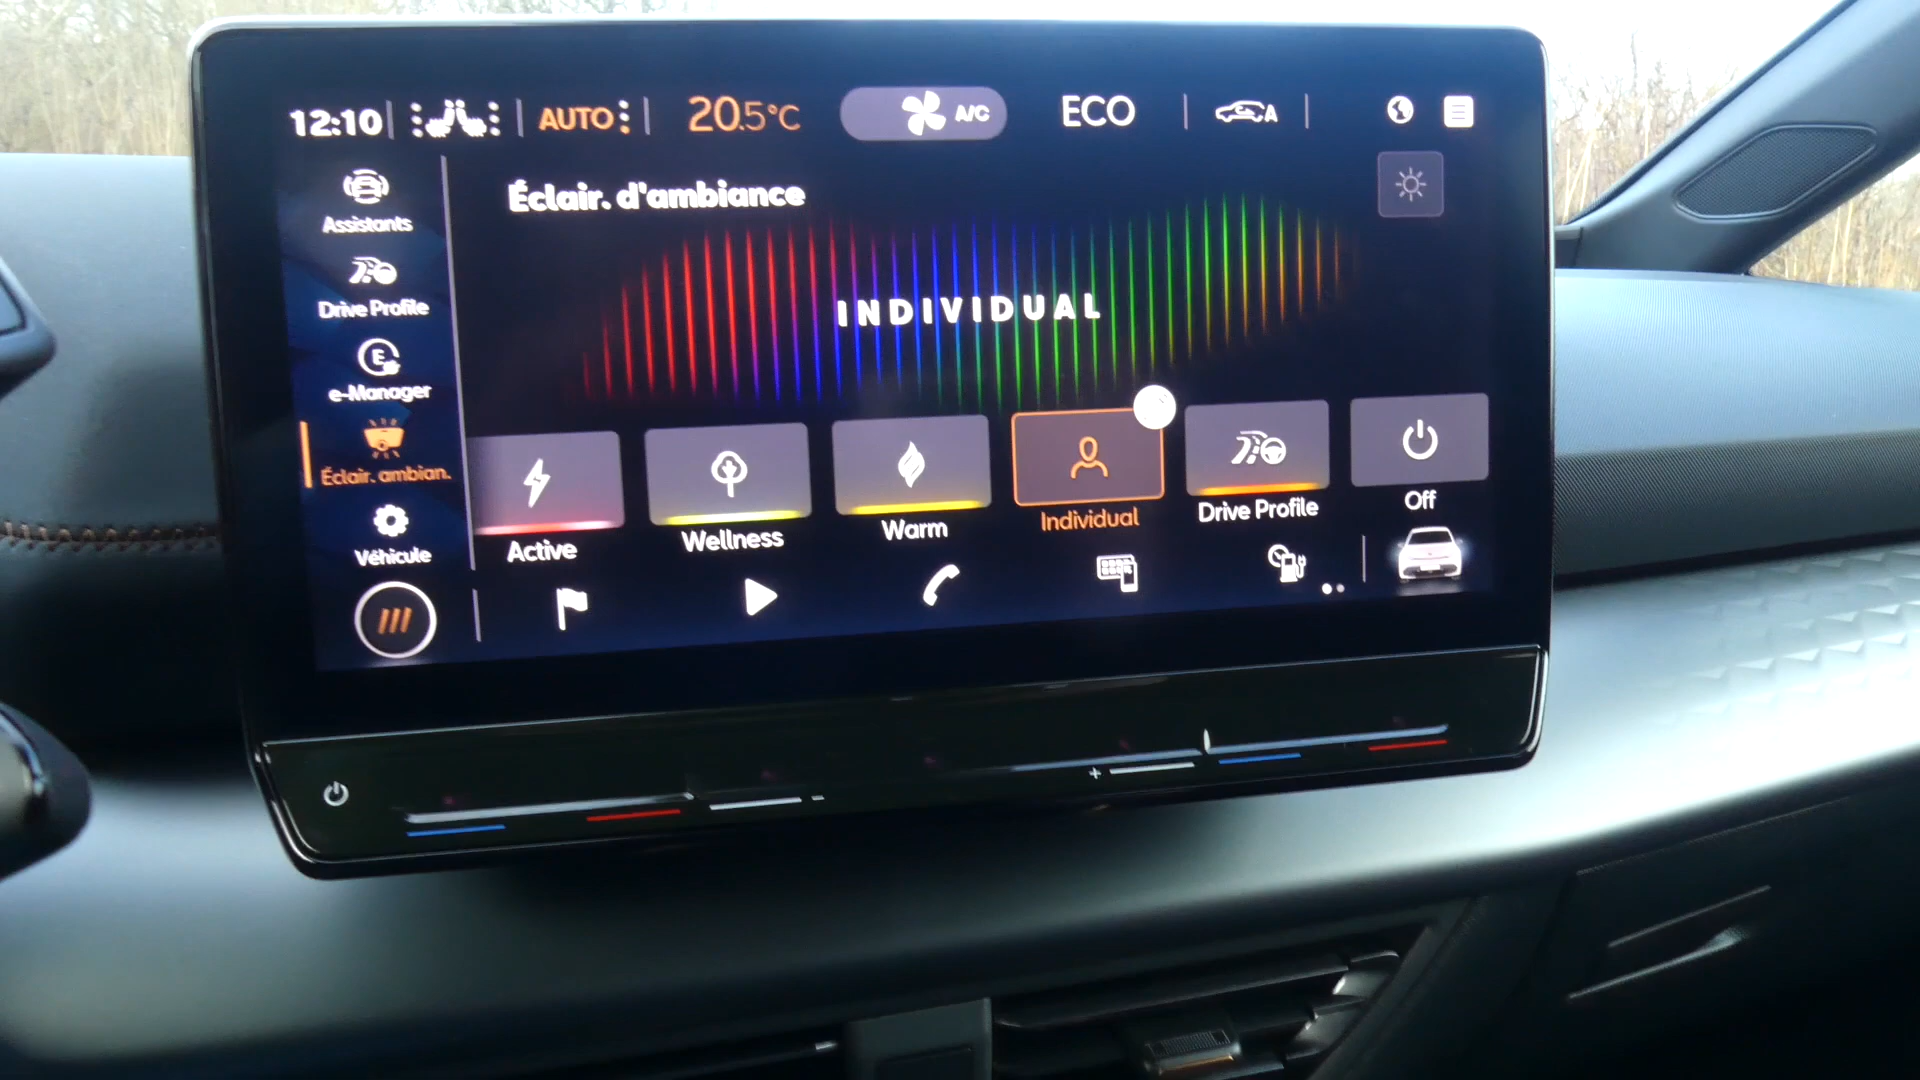 12:10 AUTO 20.5°C A/C ECO A
Assistants
Éclair. d'ambiance
Drive Profile
INDIVIDUAL
E
e-Manager
Éclair. ambian.
Véhicule
Active
Wellness
Warm
Individual
Drive Profile
Off
+
-